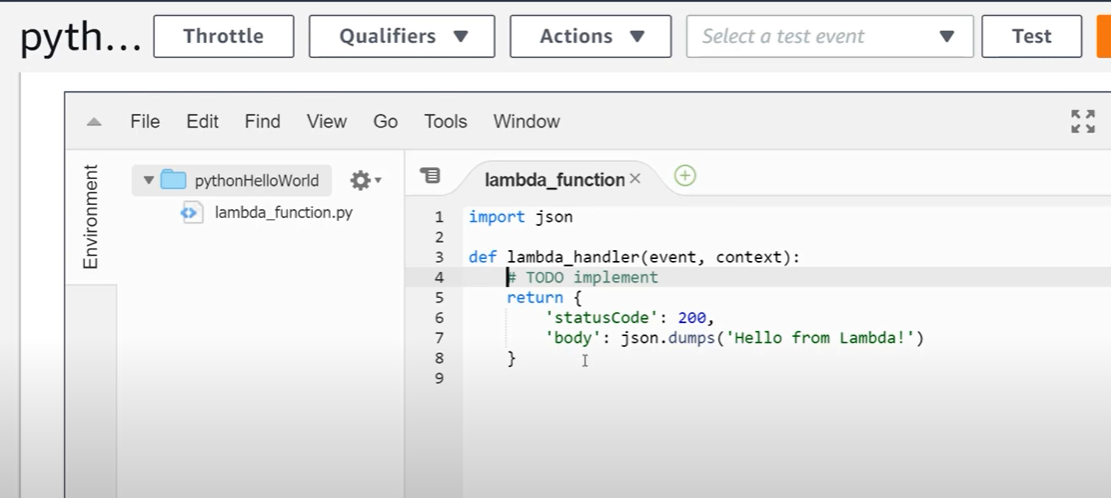 pyth... Throttle Qualifiers Actions Select a test event Test
File Edit Find View Go Tools Window
Environment
pythonHelloWorld
lambda_function.py
lambda_function
1 import json
2
3 def lambda_handler(event, context):
4 # TODO implement
5 return {
6 'statusCode': 200,
7 'body': json.dumps('Hello from Lambda!')
8 }
9